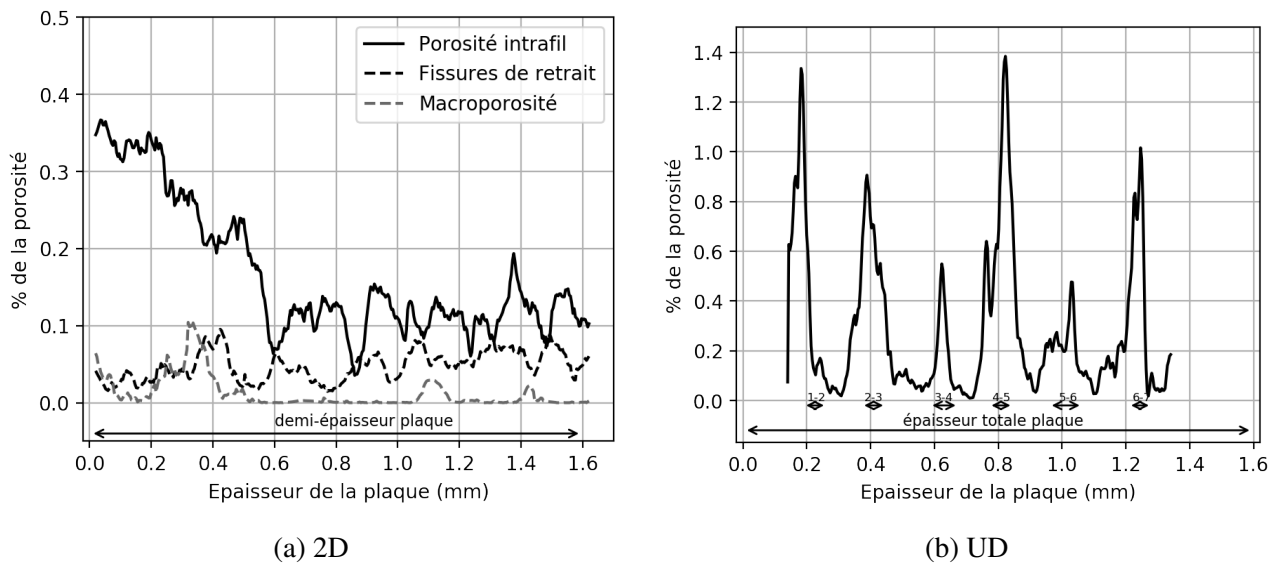 0.5
0.4
0.3
0.2
0.1
0.0
% de la porosité
Porosité intrafil
Fissures de retrait
Macroporosité
demi-épaisseur plaque
0.0 0.2 0.4 0.6 0.8 1.0 1.2 1.4 1.6
Epaisseur de la plaque (mm)
(a) 2D
1.4
1.2
1.0
0.8
0.6
0.4
0.2
0.0
% de la porosité
1-2 2-3 3-4 4-5 5-6 6-7
épaisseur totale plaque
0.0 0.2 0.4 0.6 0.8 1.0 1.2 1.4 1.6
Epaisseur de la plaque (mm)
(b) UD